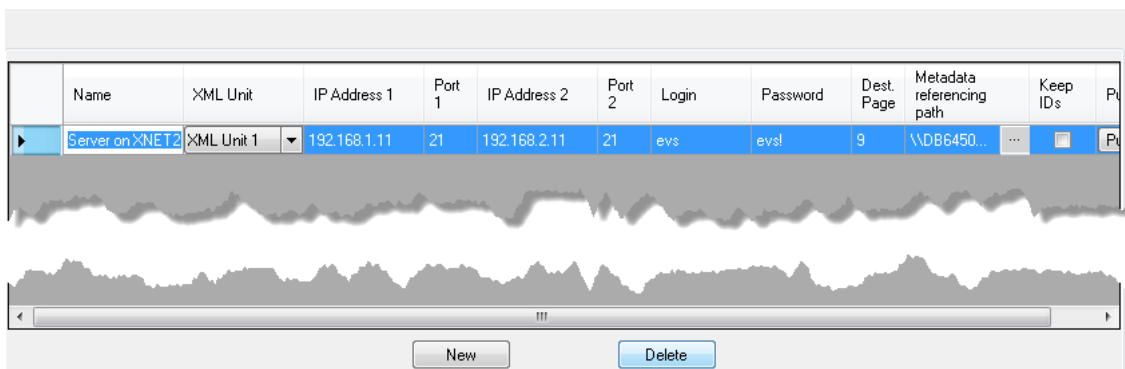 Name XML Unit IP Address 1 Port 1 IP Address 2 Port 2 Login Password Dest. Page Metadata referencing path Keep IDs
Server on XNET2 XML Unit 1 192.168.1.11 21 192.168.2.11 21 evs evs! 9 \\DB6450... ...
New Delete